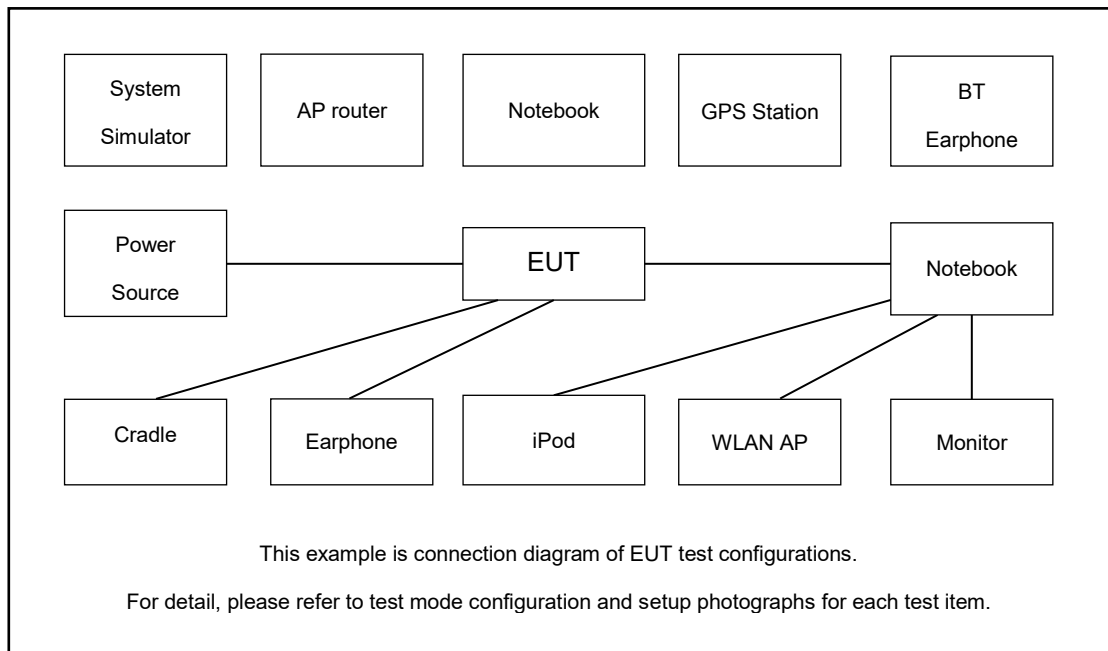 System
Simulator
AP router
Notebook
GPS Station
BT
Earphone
Power
Source
EUT
Notebook
Cradle
Earphone
iPod
WLAN AP
Monitor
This example is connection diagram of EUT test configurations.
For detail, please refer to test mode configuration and setup photographs for each test item.